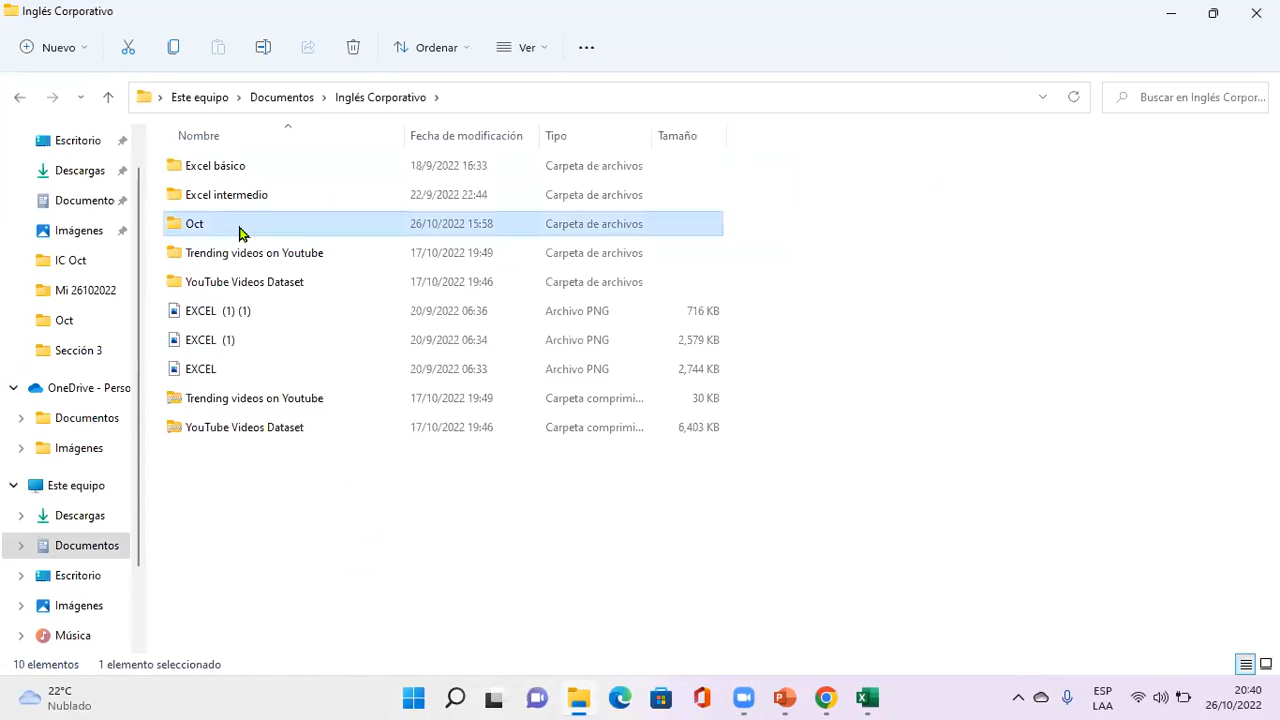 Inglés Corporativo
Nuevo
Ordenar
Ver
Este equipo
Documentos
Inglés Corporativo
Buscar en Inglés Corpor...
Nombre
Fecha de modificación
Tipo
Tamaño
Excel básico 18/9/2022 16:33 Carpeta de archivos
Excel intermedio 22/9/2022 22:44 Carpeta de archivos
Oct 26/10/2022 15:58 Carpeta de archivos
Trending videos on Youtube 17/10/2022 19:49 Carpeta de archivos
YouTube Videos Dataset 17/10/2022 19:46 Carpeta de archivos
EXCEL (1) (1) 20/9/2022 06:36 Archivo PNG 716 KB
EXCEL (1) 20/9/2022 06:34 Archivo PNG 2,579 KB
EXCEL 20/9/2022 06:33 Archivo PNG 2,744 KB
Trending videos on Youtube 17/10/2022 19:49 Carpeta comprimi... 30 KB
YouTube Videos Dataset 17/10/2022 19:46 Carpeta comprimi... 6,403 KB
Escritorio
Descargas
Documento
Imágenes
IC Oct
Mi 26102022
Oct
Sección 3
OneDrive - Perso
Documentos
Imágenes
Este equipo
Descargas
Documentos
Escritorio
Imágenes
Música
10 elementos
1 elemento seleccionado
22°C
Nublado
ESP
LAA
20:40
26/10/2022